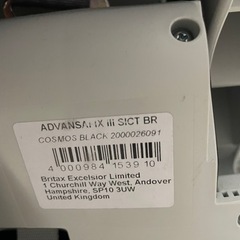 ADVANSAFIX III SICT BR
COSMOS BLACK 2000026091
4 000984 153910
Britax Excelsior Limited
1 Churchill Way West, Andover
Hampshire, SP10 3UW
United Kingdom